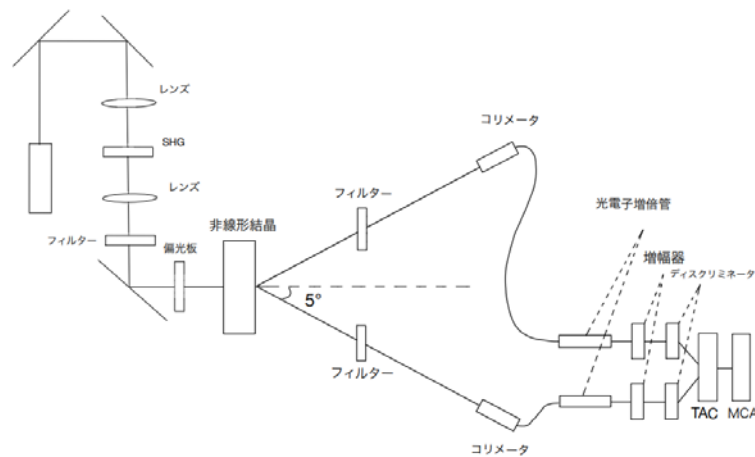 レンズ
SHG
レンズ
フィルター
偏光板
非線形結晶
フィルター
コリメータ
5°
フィルター
コリメータ
光電子増倍管
増幅器
ディスクリミネータ
TAC
MCA